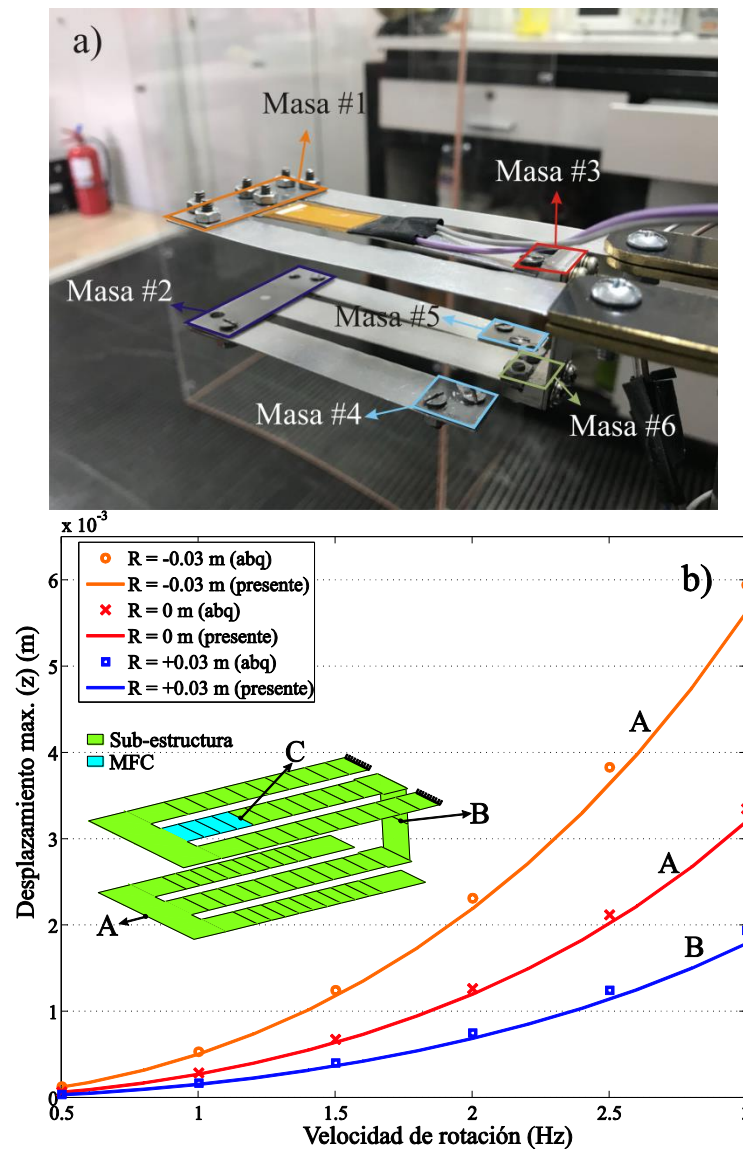 a)
Masa #1
Masa #3
Masa #2
Masa #5
Masa #4
Masa #6
x 10⁻³
b)
R = -0.03 m (abq)
R = -0.03 m (presente)
R = 0 m (abq)
R = 0 m (presente)
R = +0.03 m (abq)
R = +0.03 m (presente)
Sub-estructura
MFC
C
B
A
A
A
B
Desplazamiento max. (z) (m)
6
5
4
3
2
1
0
0.5
1
1.5
2
2.5
3
Velocidad de rotación (Hz)